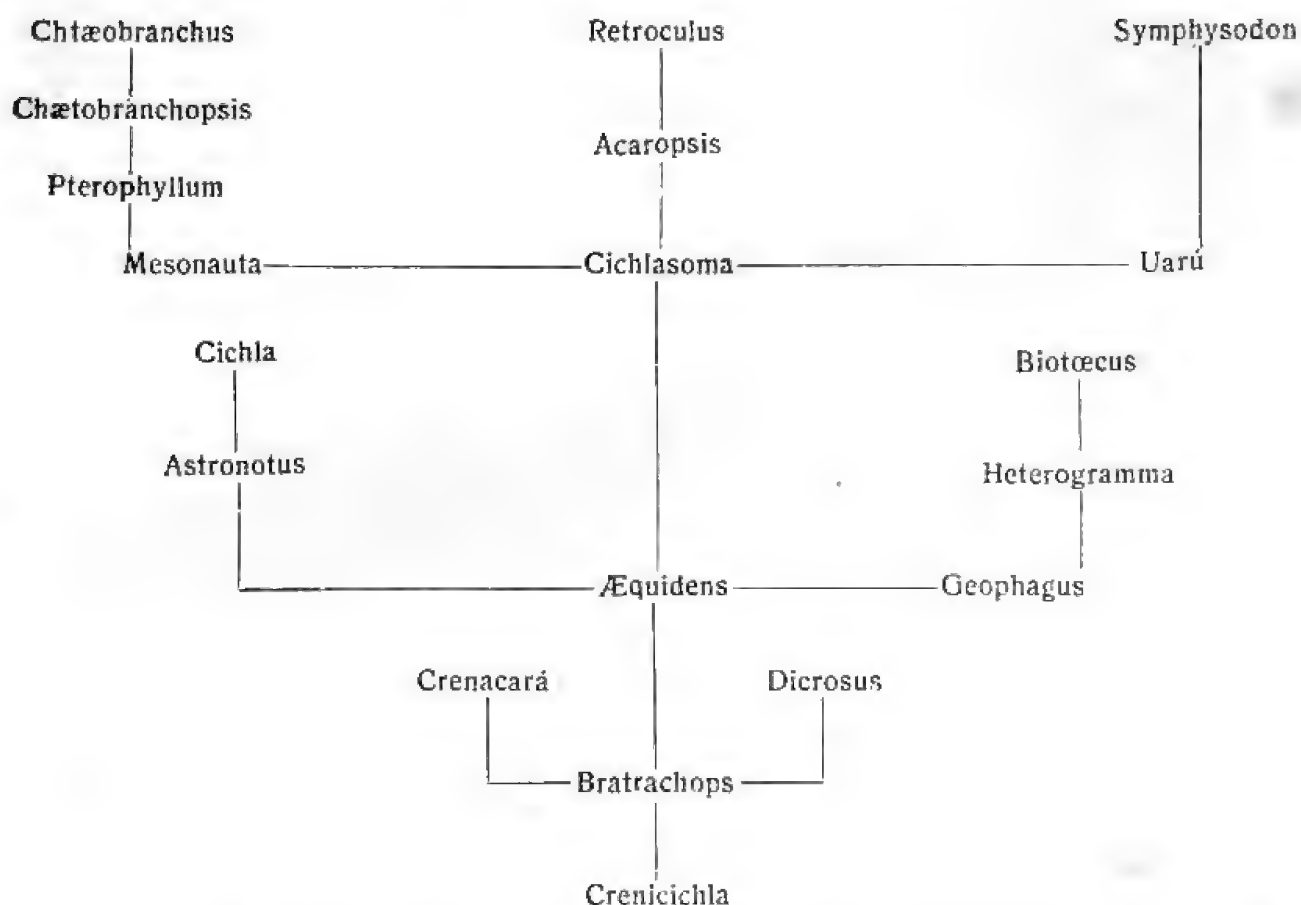 Chtæobranchus Retroculus Symphysodon
Chætobranchopsis
Acaropsis
Pterophyllum
Mesonauta Cichlasoma Uarú
Cichla Biotœcus
Astronotus Heterogramma
Æquidens Geophagus
Crenacará Dicrosus
Bratrachops
Crenicichla